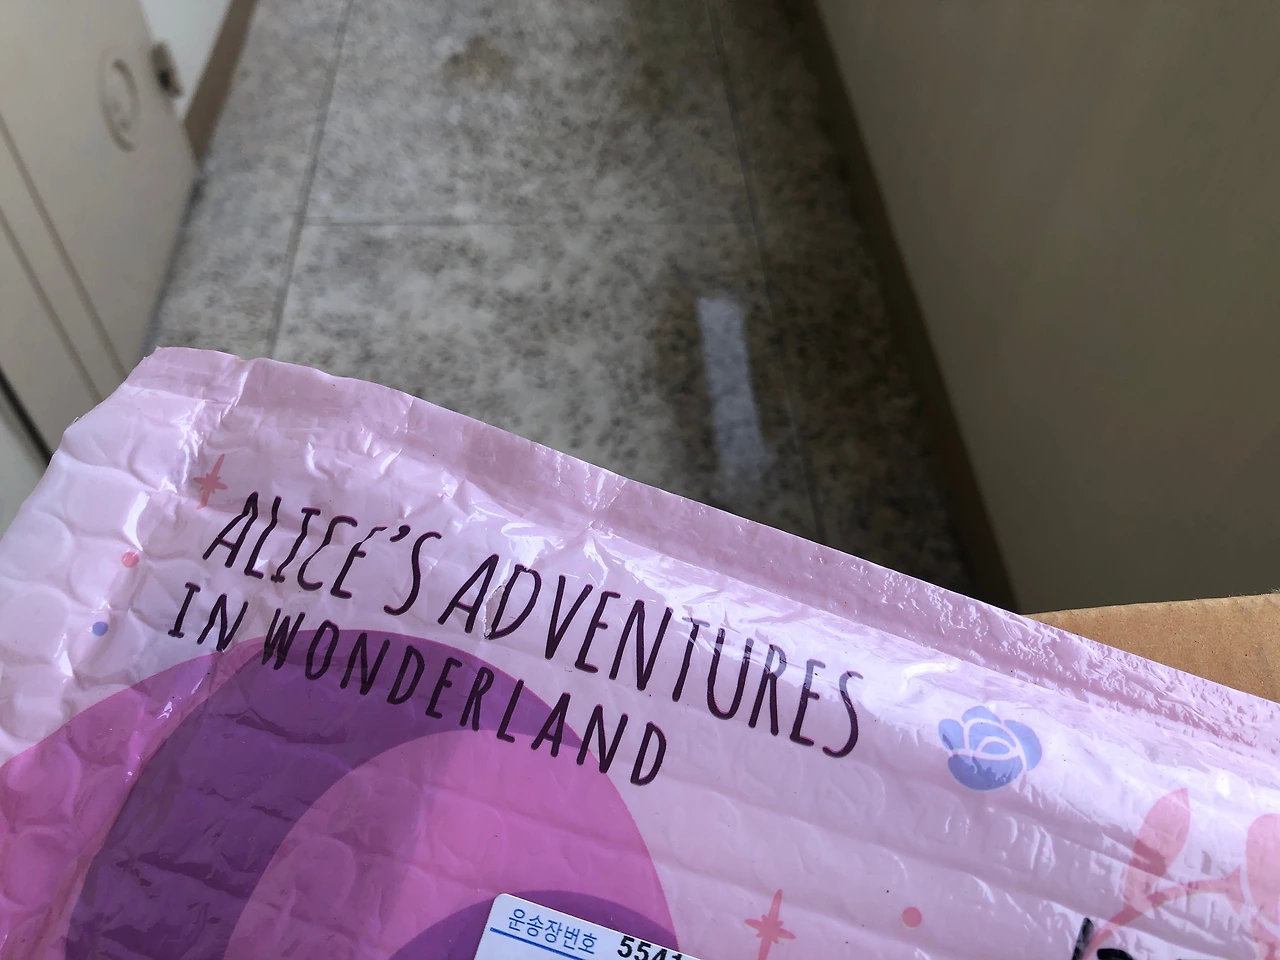 ALICE'S ADVENTURES
IN WONDERLAND
운송장번호